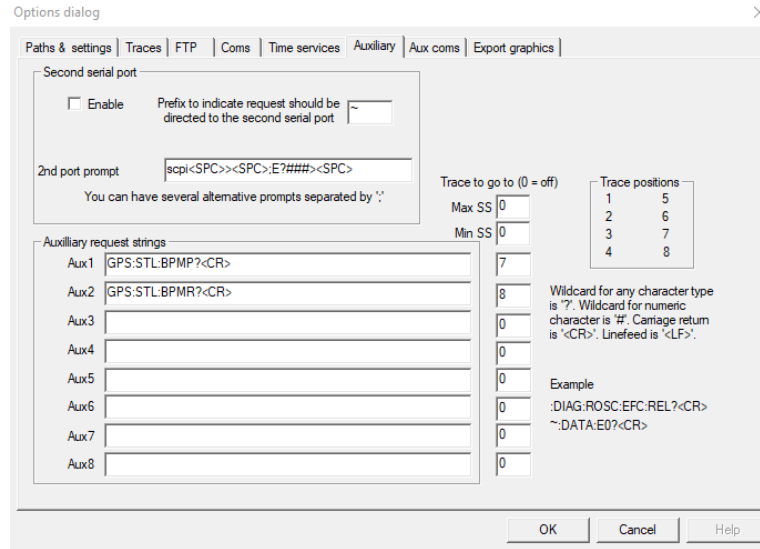 Options dialog
Paths & settings | Traces | FTP | Coms | Time services | Auxiliary | Aux coms | Export graphics
Second serial port
Enable
Prefix to indicate request should be
directed to the second serial port
~
2nd port prompt
scpi<SPC>><SPC>;E?###><SPC>
You can have several alternative prompts separated by ';'
Trace to go to (0 = off)
Max SS 0
Min SS 0
Trace positions
1 5
2 6
3 7
4 8
Auxilliary request strings
Aux1 GPS:STL:BPMP?<CR> 7
Aux2 GPS:STL:BPMR?<CR> 8
Aux3 0
Aux4 0
Aux5 0
Aux6 0
Aux7 0
Aux8 0
Wildcard for any character type
is '?'. Wildcard for numeric
character is '#'. Carriage return
is '<CR>'. Linefeed is '<LF>'.
Example
:DIAG:ROSC:EFC:REL?<CR>
~:DATA:E0?<CR>
OK
Cancel
Help